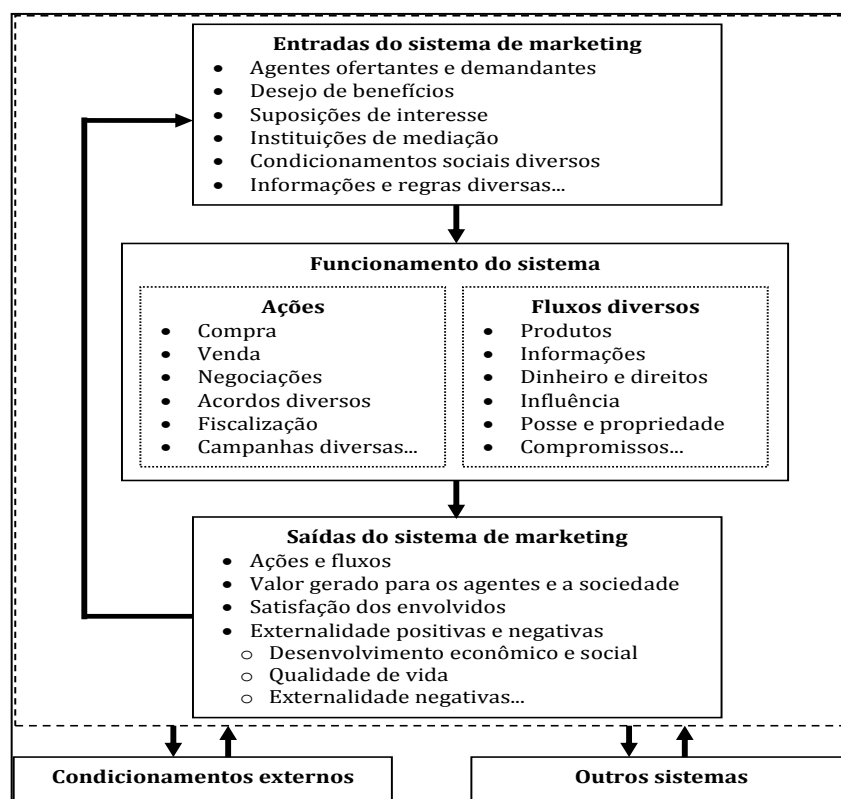 Entradas do sistema de marketing
• Agentes ofertantes e demandantes
• Desejo de benefícios
• Suposições de interesse
• Instituições de mediação
• Condicionamentos sociais diversos
• Informações e regras diversas...
Funcionamento do sistema
Ações
• Compra
• Venda
• Negociações
• Acordos diversos
• Fiscalização
• Campanhas diversas...
Fluxos diversos
• Produtos
• Informações
• Dinheiro e direitos
• Influência
• Posse e propriedade
• Compromissos...
Saídas do sistema de marketing
• Ações e fluxos
• Valor gerado para os agentes e a sociedade
• Satisfação dos envolvidos
• Externalidade positivas e negativas
o Desenvolvimento econômico e social
o Qualidade de vida
o Externalidade negativas...
Condicionamentos externos
Outros sistemas